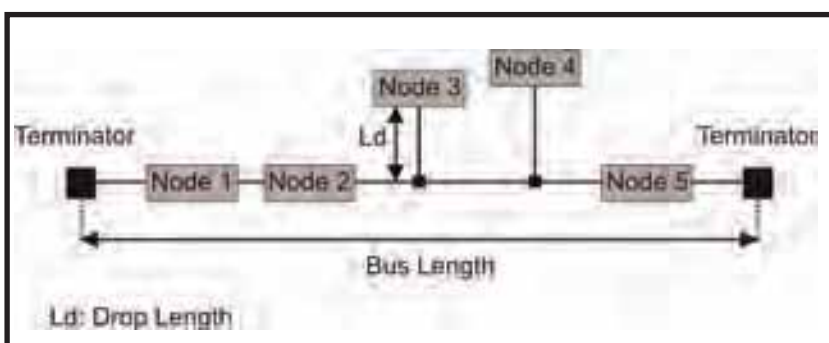 Node 4
Node 3
Terminator
Ld
Terminator
Node 1
Node 2
Node 5
Bus Length
Ld: Drop Length